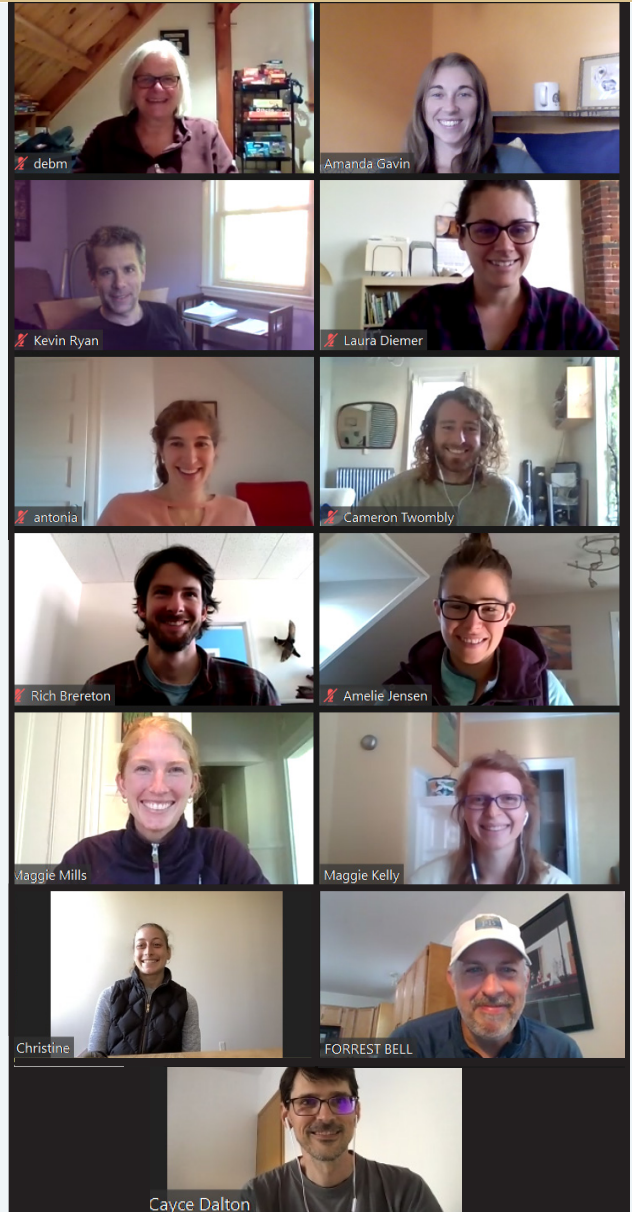 debm
Amanda Gavin
Kevin Ryan
Laura Diemer
antonia
Cameron Twombly
Rich Brereton
Amelie Jensen
Maggie Mills
Maggie Kelly
Christine
FORREST BELL
Cayce Dalton